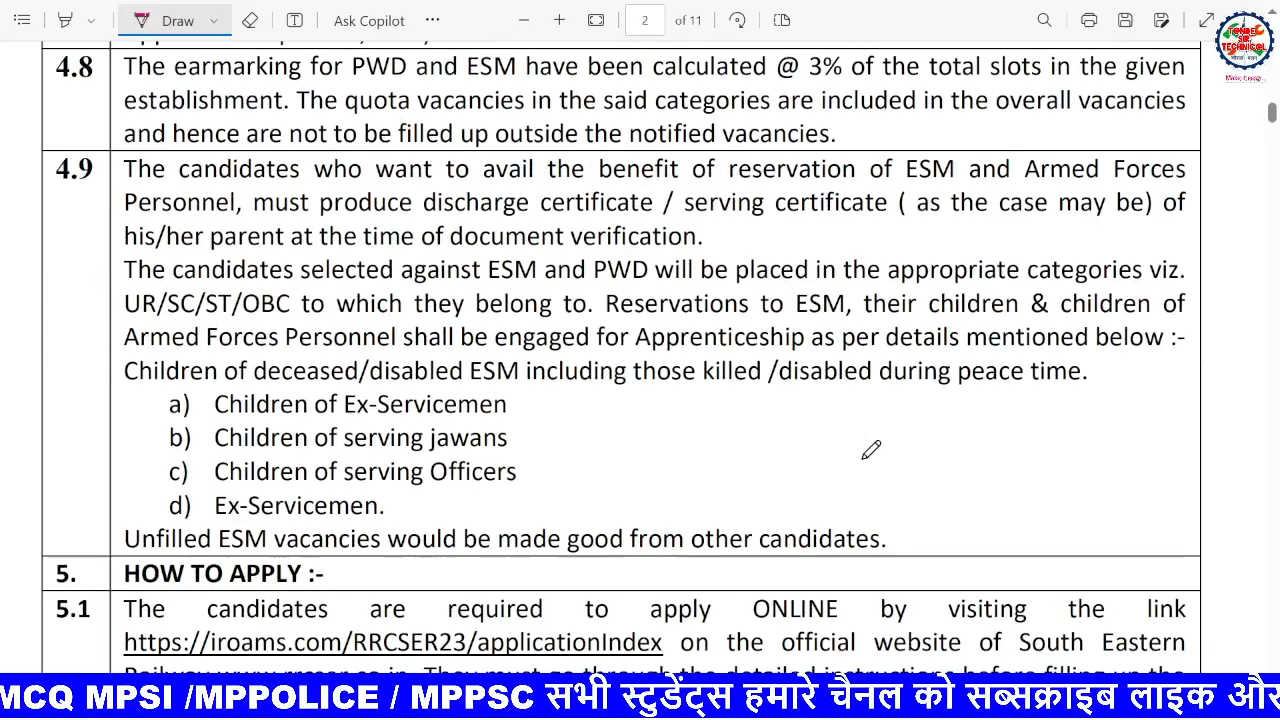 Draw
Ask Copilot
2 of 11
TONDEY SIR TECHNICOL
4.8 The earmarking for PWD and ESM have been calculated @ 3% of the total slots in the given
establishment. The quota vacancies in the said categories are included in the overall vacancies
and hence are not to be filled up outside the notified vacancies.
4.9 The candidates who want to avail the benefit of reservation of ESM and Armed Forces
Personnel, must produce discharge certificate / serving certificate ( as the case may be) of
his/her parent at the time of document verification.
The candidates selected against ESM and PWD will be placed in the appropriate categories viz.
UR/SC/ST/OBC to which they belong to. Reservations to ESM, their children & children of
Armed Forces Personnel shall be engaged for Apprenticeship as per details mentioned below :-
Children of deceased/disabled ESM including those killed /disabled during peace time.
a) Children of Ex-Servicemen
b) Children of serving jawans
c) Children of serving Officers
d) Ex-Servicemen.
Unfilled ESM vacancies would be made good from other candidates.
5. HOW TO APPLY :-
5.1 The candidates are required to apply ONLINE by visiting the link
https://iroams.com/RRCSER23/applicationIndex on the official website of South Eastern
MCQ MPSI /MPPOLICE / MPPSC सभी स्टुडेंट्स हमारे चैनल को सब्सक्राइब लाइक और